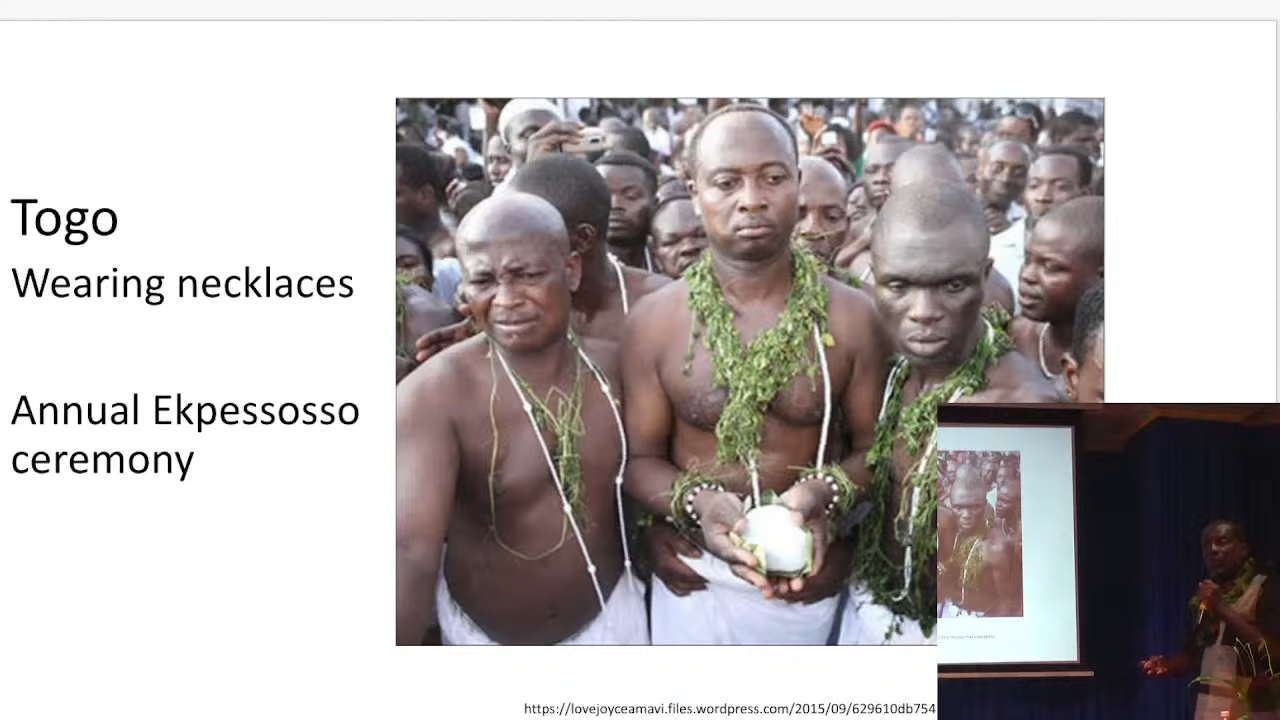 Togo
Wearing necklaces
Annual Ekpessosso
ceremony
https://lovejoyceamavi.files.wordpress.com/2015/09/629610db754